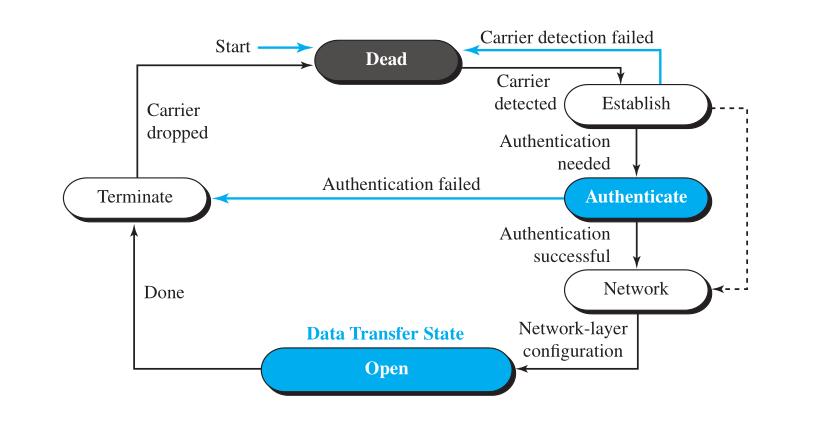 Start
Dead
Carrier detection failed
Carrier
detected
Establish
Carrier
dropped
Authentication
needed
Terminate
Authentication failed
Authenticate
Authentication
successful
Network
Done
Data Transfer State
Network-layer
configuration
Open